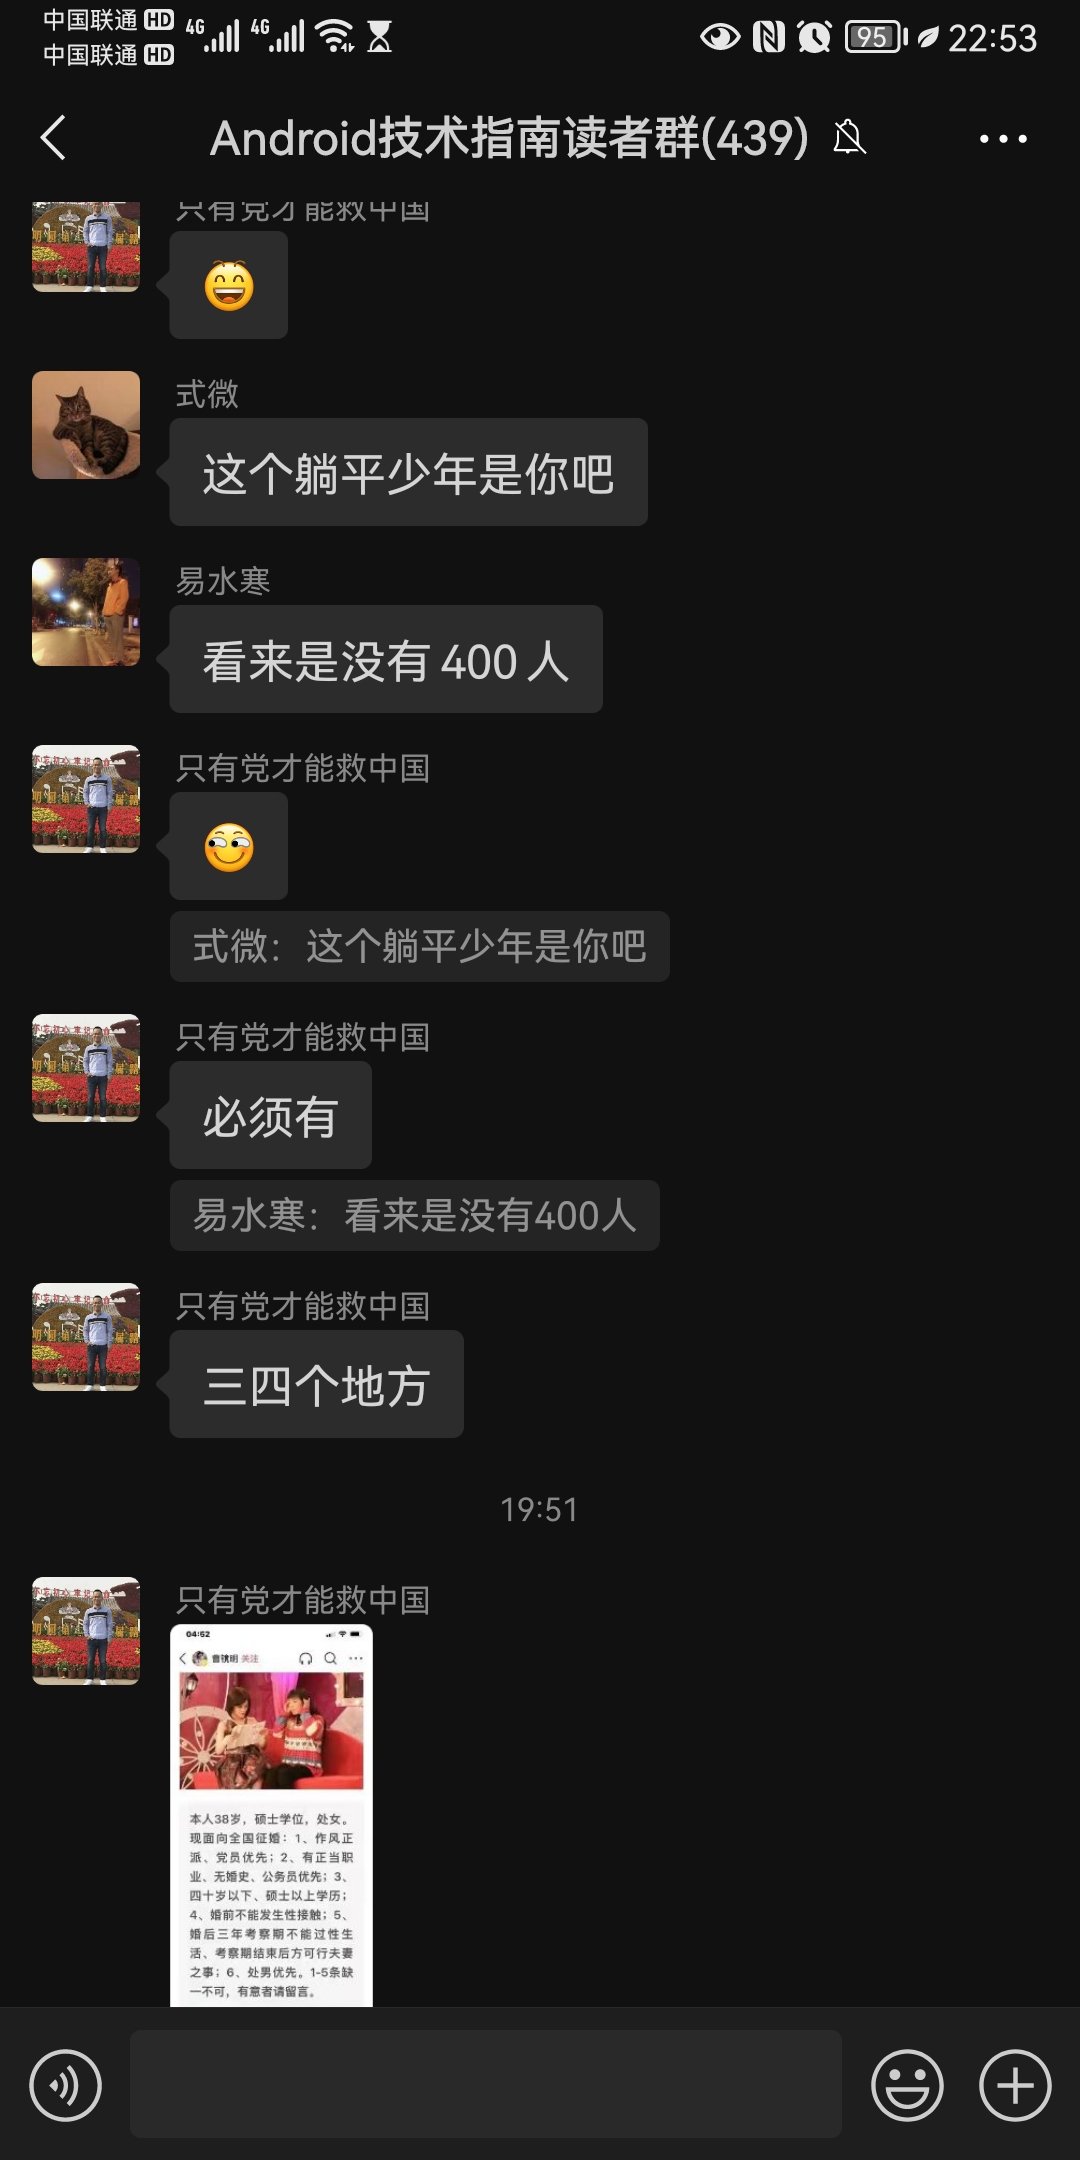 中国联通 HD 4G 4G 95 22:53
中国联通 HD
Android技术指南读者群(439)
只有党才能救中国
式微
这个躺平少年是你吧
易水寒
看来是没有400人
只有党才能救中国
式微：这个躺平少年是你吧
只有党才能救中国
必须有
易水寒：看来是没有400人
只有党才能救中国
三四个地方
19:51
只有党才能救中国
04:52
曹镜明 关注
本人38岁，硕士学位，处女。
现面向全国征婚：1、作风正
派、党员优先；2、有正当职
业、无婚史、公务员优先；3、
四十岁以下、硕士以上学历；
4、婚前不能发生性接触；5、
婚后三年考察期不能过性生
活、考察期结束后方可行夫妻
之事；6、处男优先。1-5条缺
一不可，有意者请留言。